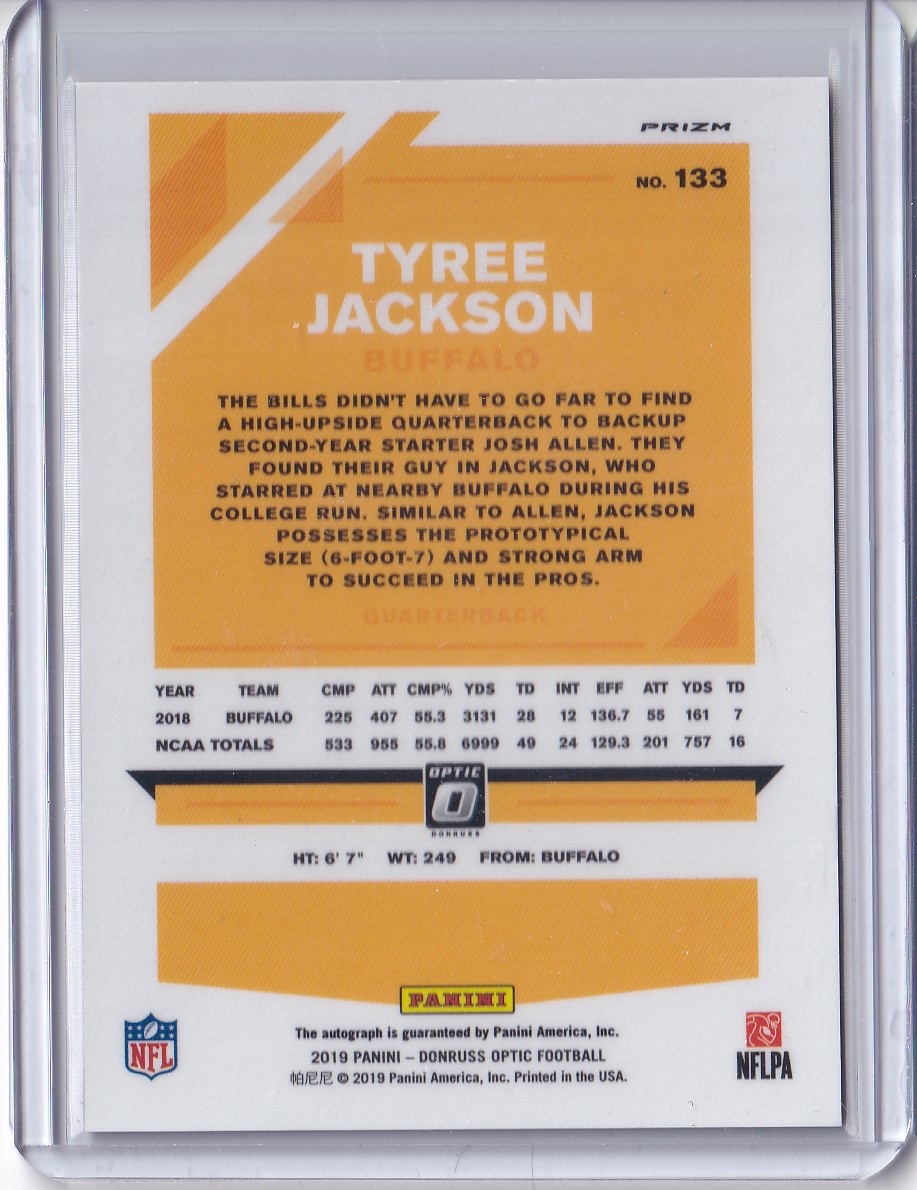 PRIZM
NO. 133
TYREE
JACKSON
BUFFALO
THE BILLS DIDN'T HAVE TO GO FAR TO FIND
A HIGH-UPSIDE QUARTERBACK TO BACKUP
SECOND-YEAR STARTER JOSH ALLEN. THEY
FOUND THEIR GUY IN JACKSON, WHO
STARRED AT NEARBY BUFFALO DURING HIS
COLLEGE RUN. SIMILAR TO ALLEN, JACKSON
POSSESSES THE PROTOTYPICAL
SIZE (6-FOOT-7) AND STRONG ARM
TO SUCCEED IN THE PROS.
QUARTERBACK
YEAR TEAM CMP ATT CMP% YDS TD INT EFF ATT YDS TD
2018 BUFFALO 225 407 55.3 3131 28 12 136.7 55 161 7
NCAA TOTALS 533 955 55.8 6999 49 24 129.3 201 757 16
OPTIC
O
DONRUSS
HT: 6' 7" WT: 249 FROM: BUFFALO
PANINI
The autograph is guaranteed by Panini America, Inc.
2019 PANINI – DONRUSS OPTIC FOOTBALL
帕尼尼 © 2019 Panini America, Inc. Printed in the USA.
NFL
NFLPA